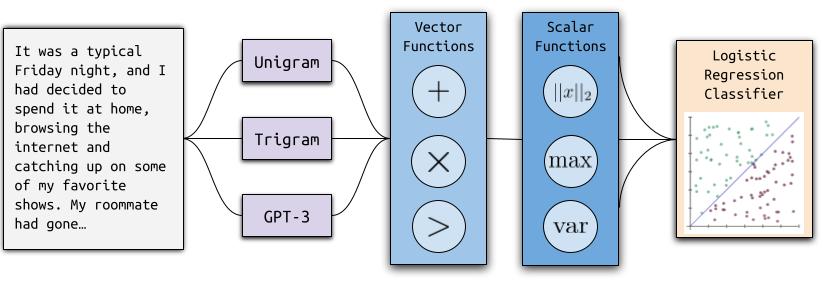 It was a typical
Friday night, and I
had decided to
spend it at home,
browsing the
internet and
catching up on some
of my favorite
shows. My roommate
had gone…
Unigram
Trigram
GPT-3
Vector
Functions
+
×
>
Scalar
Functions
||x||₂
max
var
Logistic
Regression
Classifier